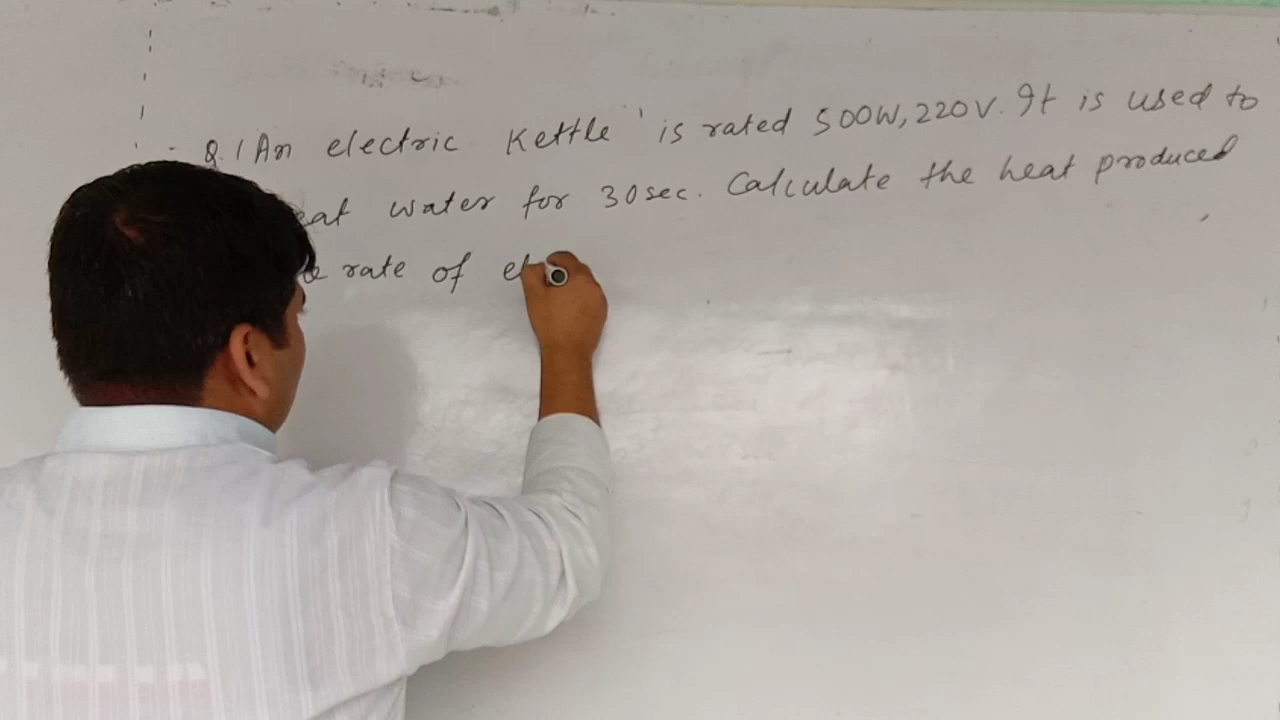 Q.1 An electric Kettle is rated 500W, 220V. It is used to
eat water for 30sec. Calculate the heat produced
rate of el